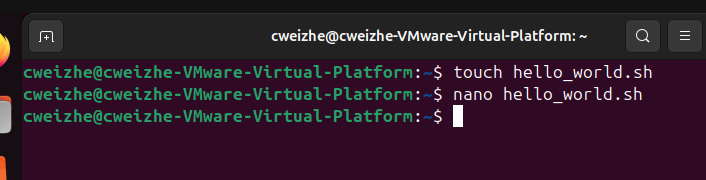 cweizhe@cweizhe-VMware-Virtual-Platform: ~
cweizhe@cweizhe-VMware-Virtual-Platform:~$ touch hello_world.sh
cweizhe@cweizhe-VMware-Virtual-Platform:~$ nano hello_world.sh
cweizhe@cweizhe-VMware-Virtual-Platform:~$